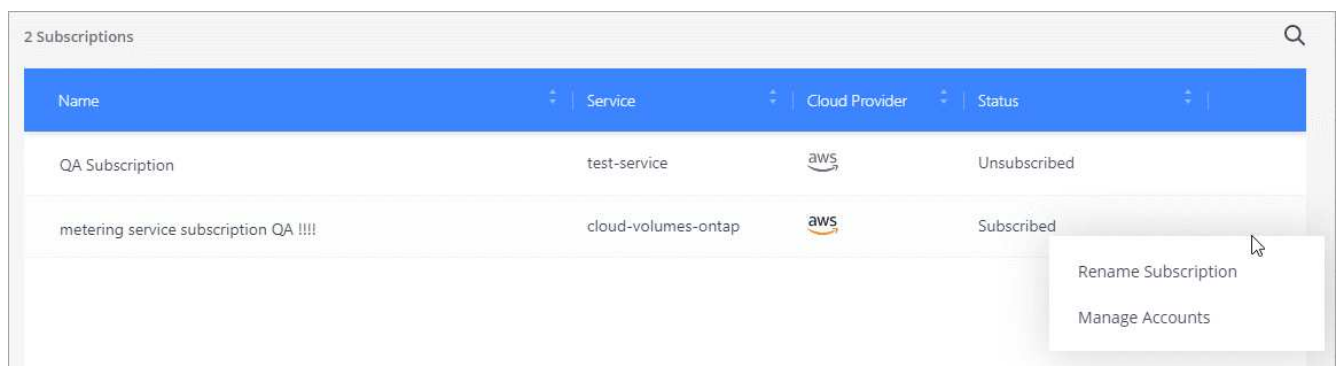 2 Subscriptions
Name Service Cloud Provider Status
QA Subscription test-service aws Unsubscribed
metering service subscription QA !!!! cloud-volumes-ontap aws Subscribed
Rename Subscription
Manage Accounts